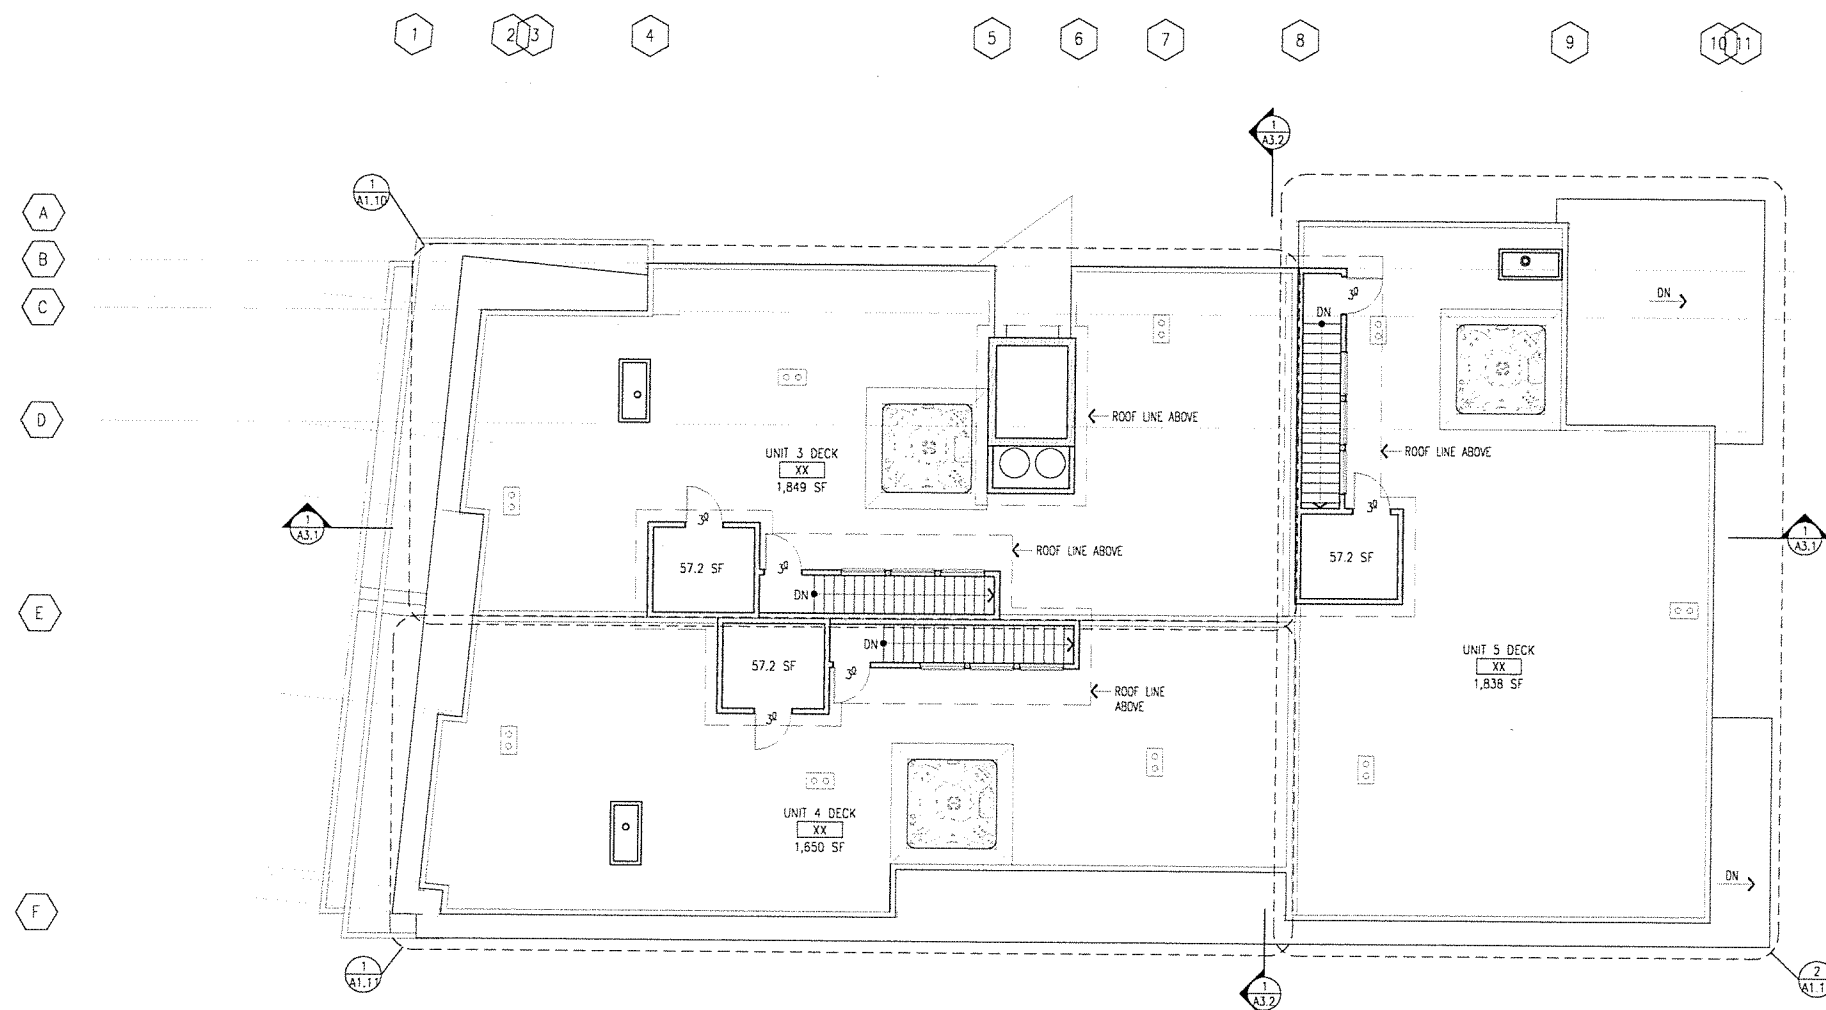 1
2
3
4
5
6
7
8
9
10
11
1
A3.2
A
1
A1.10
B
C
DN
3⁰
DN
D
ROOF LINE ABOVE
ROOF LINE ABOVE
UNIT 3 DECK
XX
1,849 SF
3⁰
3⁰
1
A3.1
1
A3.1
ROOF LINE ABOVE
57.2 SF
3⁰
57.2 SF
DN
E
DN
57.2 SF
3⁰
UNIT 5 DECK
XX
1,838 SF
ROOF LINE
ABOVE
3⁰
UNIT 4 DECK
XX
1,650 SF
DN
F
1
A1.11
1
A3.2
2